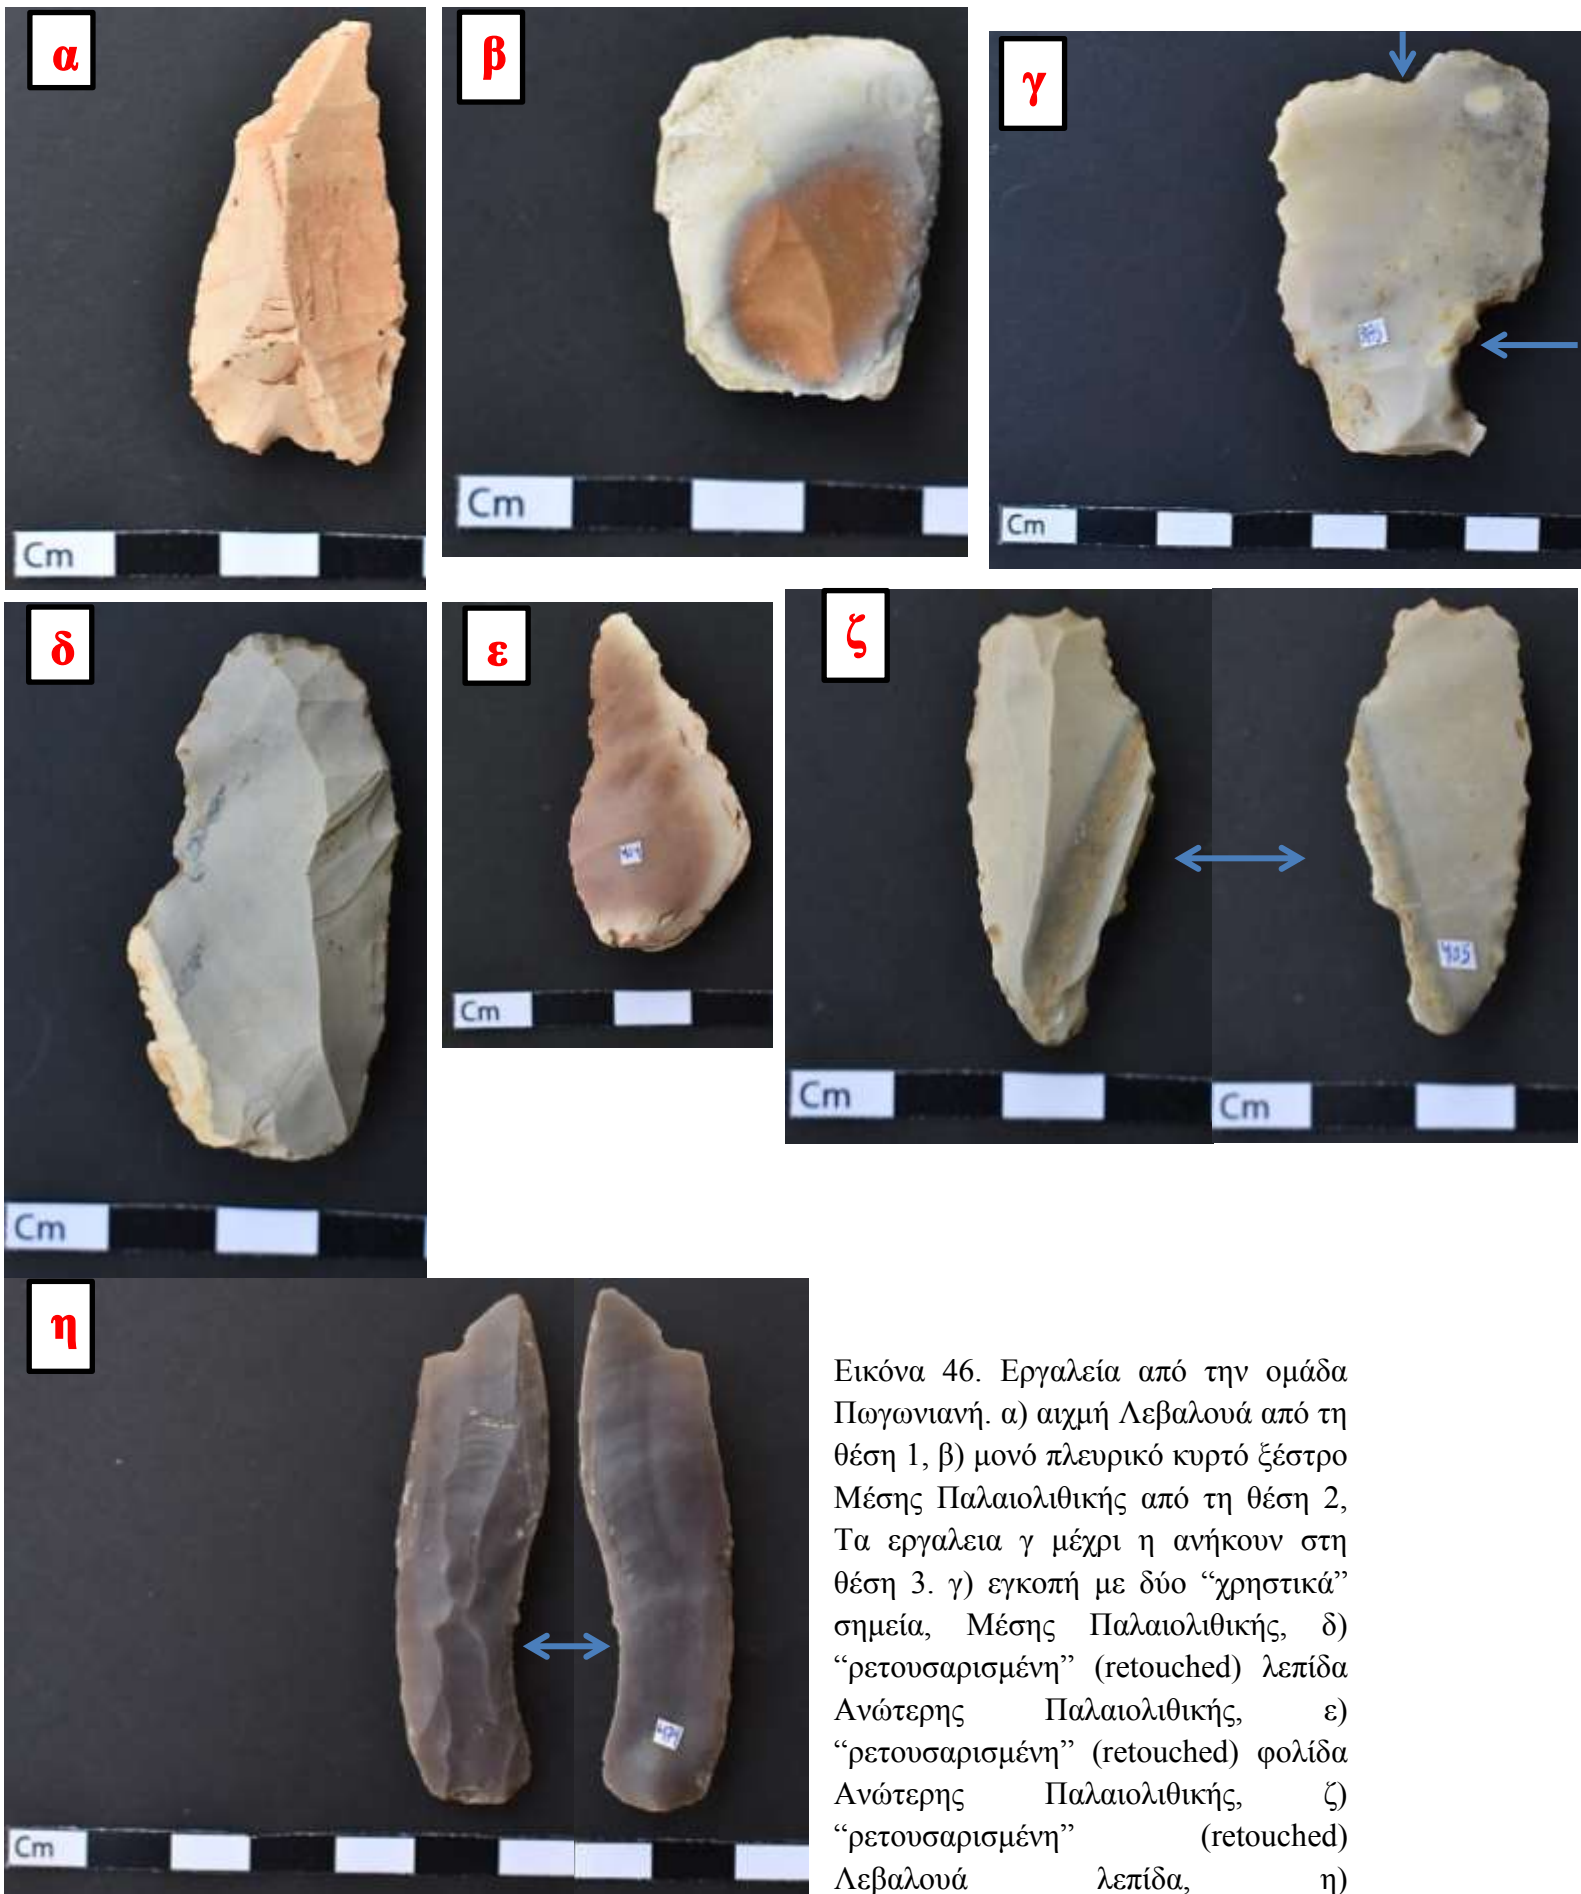 α
β
γ
Cm
Cm
Cm
δ
ε
ζ
405
Cm
Cm
Cm
Cm
η
Cm
Εικόνα 46. Εργαλεία από την ομάδα
Πωγωνιανή. α) αιχμή Λεβαλουά από τη
θέση 1, β) μονό πλευρικό κυρτό ξέστρο
Μέσης Παλαιολιθικής από τη θέση 2,
Τα εργαλεια γ μέχρι η ανήκουν στη
θέση 3. γ) εγκοπή με δύο “χρηστικά”
σημεία, Μέσης Παλαιολιθικής, δ)
“ρετουσαρισμένη” (retouched) λεπίδα
Ανώτερης Παλαιολιθικής, ε)
“ρετουσαρισμένη” (retouched) φολίδα
Ανώτερης Παλαιολιθικής, ζ)
“ρετουσαρισμένη” (retouched)
Λεβαλουά λεπίδα, η)